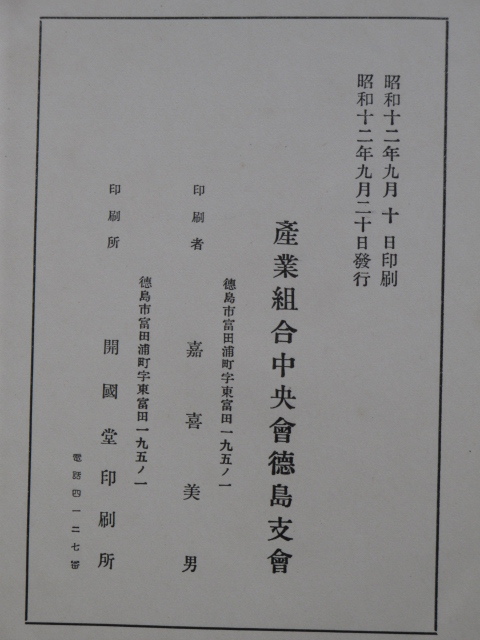 昭和十二年九月十日印刷
昭和十二年九月二十日發行
產業組合中央會德島支會
德島市富田浦町字東富田一九五ノ一
印刷者 嘉喜美男
德島市富田浦町字東富田一九五ノ一
印刷所 開國堂印刷所
電話四一二七番